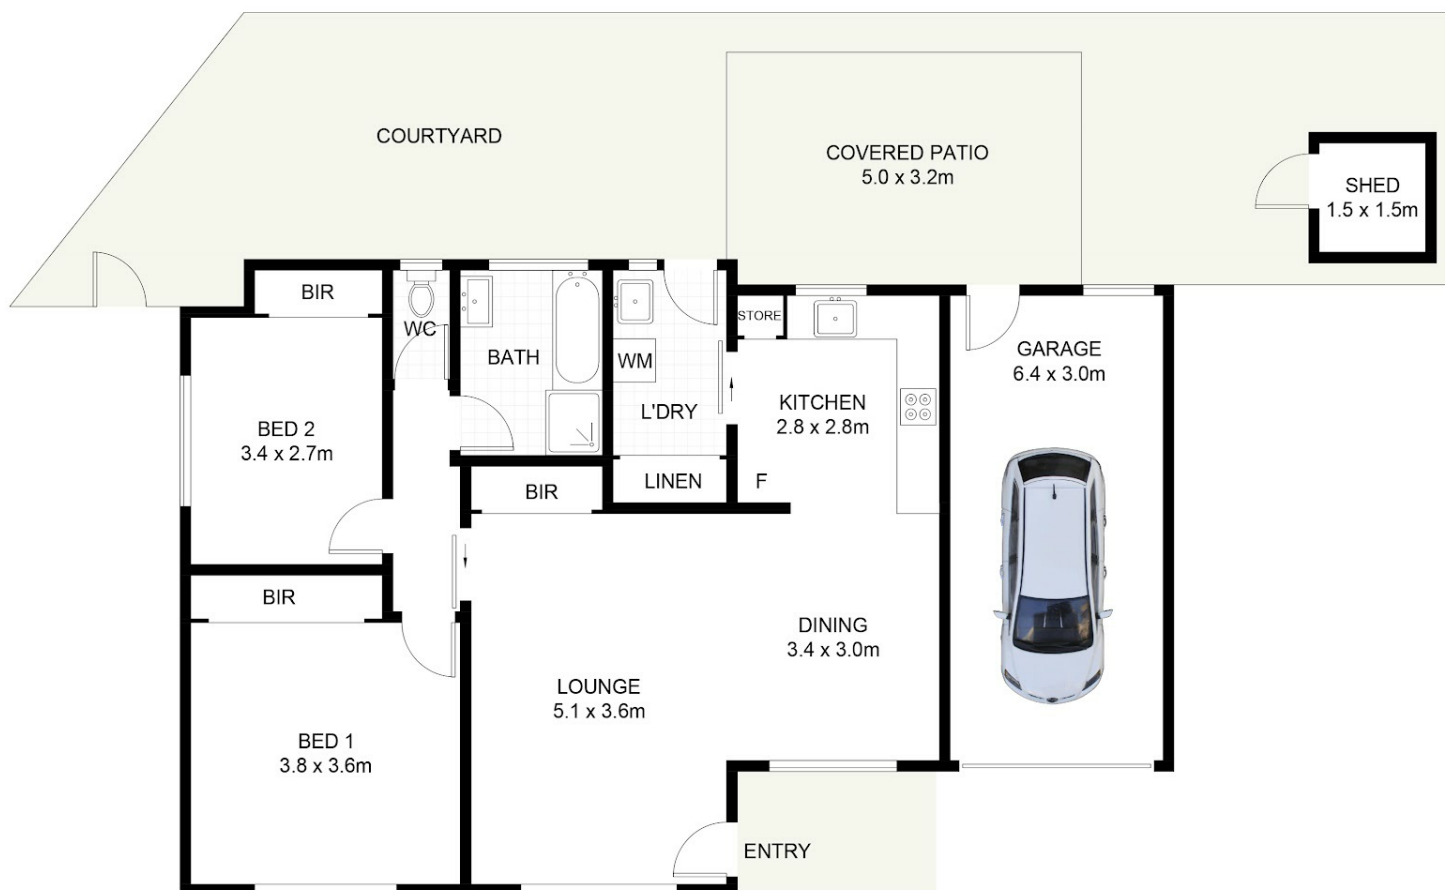 COURTYARD
COVERED PATIO
5.0 x 3.2m
SHED
1.5 x 1.5m
BIR
WC
BATH
WM
L'DRY
LINEN
STORE
KITCHEN
2.8 x 2.8m
F
GARAGE
6.4 x 3.0m
BED 2
3.4 x 2.7m
BIR
BIR
DINING
3.4 x 3.0m
LOUNGE
5.1 x 3.6m
BED 1
3.8 x 3.6m
ENTRY